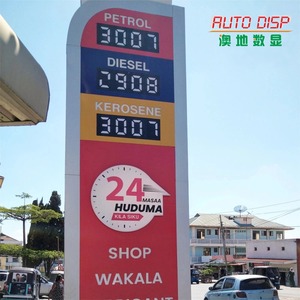 AUTO DISP
澳地数显
PETROL
3007
DIESEL
2908
KEROSENE
3007
24 MASAA
HUDUMA
KILA SIKU
SHOP
WAKALA